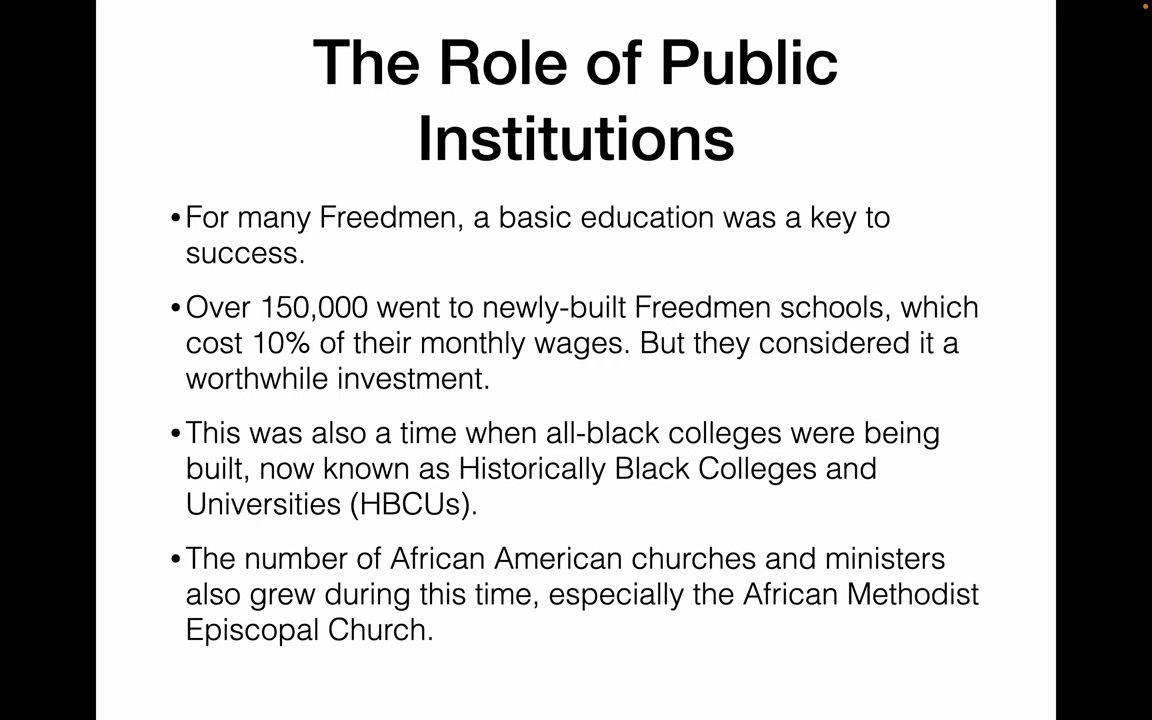 The Role of Public
Institutions
•For many Freedmen, a basic education was a key to
success.
•Over 150,000 went to newly-built Freedmen schools, which
cost 10% of their monthly wages. But they considered it a
worthwhile investment.
•This was also a time when all-black colleges were being
built, now known as Historically Black Colleges and
Universities (HBCUs).
•The number of African American churches and ministers
also grew during this time, especially the African Methodist
Episcopal Church.